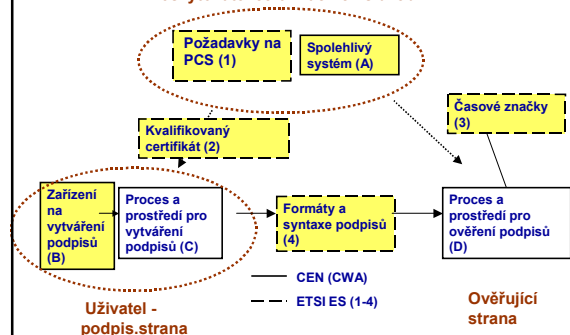 Požadavky na
PCS (1)
Spolehlivý
systém (A)
Časové značky
(3)
Kvalifikovaný
certifikát (2)
Zařízení
na
vytváření
podpisů
(B)
Proces a
prostředí pro
vytváření
podpisů (C)
Formáty a
syntaxe podpisů
(4)
Proces a
prostředí pro
ověření podpisů
(D)
CEN (CWA)
ETSI ES (1-4)
Uživatel -
podpis.strana
Ověřující
strana